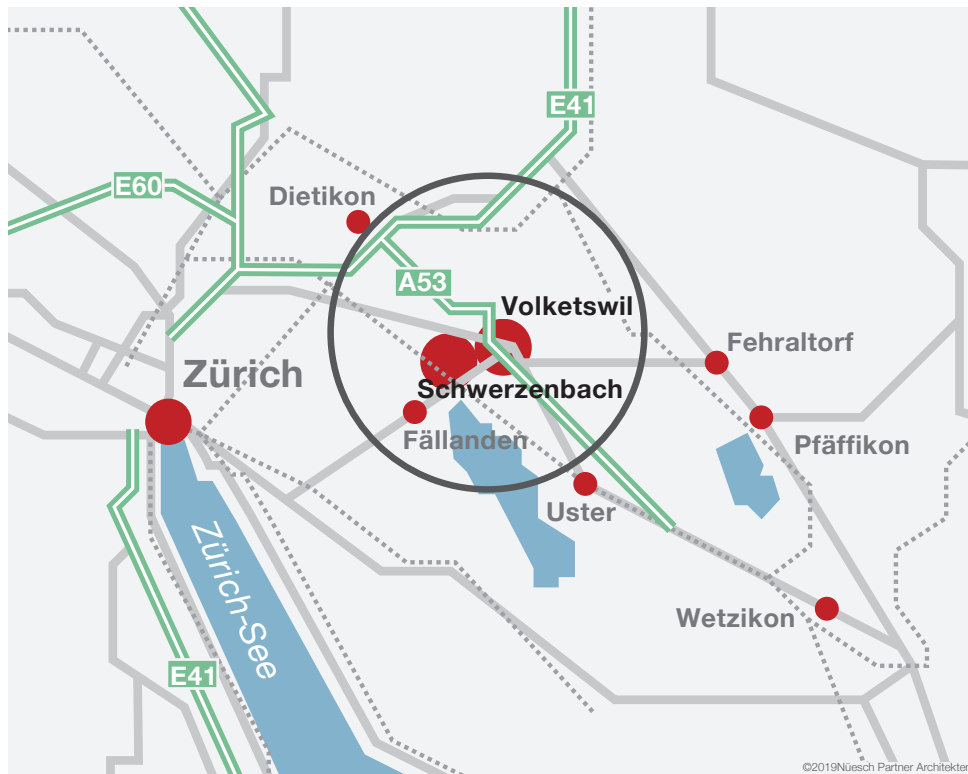 E41
E60
Dietikon
A53
Volketswil
Fehraltorf
Zürich
Schwerzenbach
Pfäffikon
Fällanden
Uster
Zürich-See
Wetzikon
E41
©2019Nüesch Partner Architekten